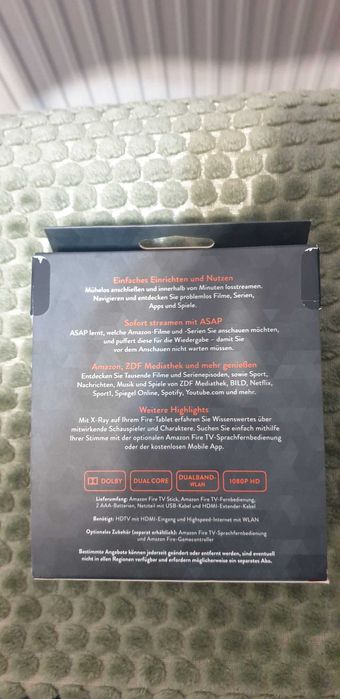 Einfaches Einrichten und Nutzen
Mühelos anschließen und innerhalb von Minuten losstreamen.
Navigieren und entdecken Sie problemlos Filme, Serien,
Apps und Spiele.
Sofort streamen mit ASAP
ASAP lernt, welche Amazon-Filme und -Serien Sie anschauen möchten,
und puffert diese für die Wiedergabe – damit Sie
vor dem Anschauen nicht warten müssen.
Amazon, ZDF Mediathek und mehr genießen
Entdecken Sie Tausende Filme und Serienepisoden, sowie Sport,
Nachrichten, Musik und Spiele von ZDF Mediathek, BILD, Netflix,
Sport1, Spiegel Online, Spotify, Youtube.com und mehr.
Weitere Highlights
Mit X-Ray auf Ihrem Fire-Tablet erfahren Sie Wissenswertes über
mitwirkende Schauspieler und Charaktere. Suchen Sie einfach mithilfe
Ihrer Stimme mit der optionalen Amazon Fire TV-Sprachfernbedienung
oder der kostenlosen Mobile App.
DOLBY
DUAL CORE
DUALBAND-
WLAN
1080P HD
Lieferumfang: Amazon Fire TV Stick, Amazon Fire TV-Fernbedienung,
2 AAA-Batterien, Netzteil mit USB-Kabel und HDMI-Extender-Kabel
Benötigt: HDTV mit HDMI-Eingang und Highspeed-Internet mit WLAN
Optionales Zubehör (separat erhältlich): Amazon Fire TV-Sprachfernbedienung
und Amazon Fire-Gamecontroller
Bestimmte Angebote können jederzeit geändert oder entfernt werden, sind eventuell
nicht in allen Regionen verfügbar und erfordern möglicherweise ein separates Abo.